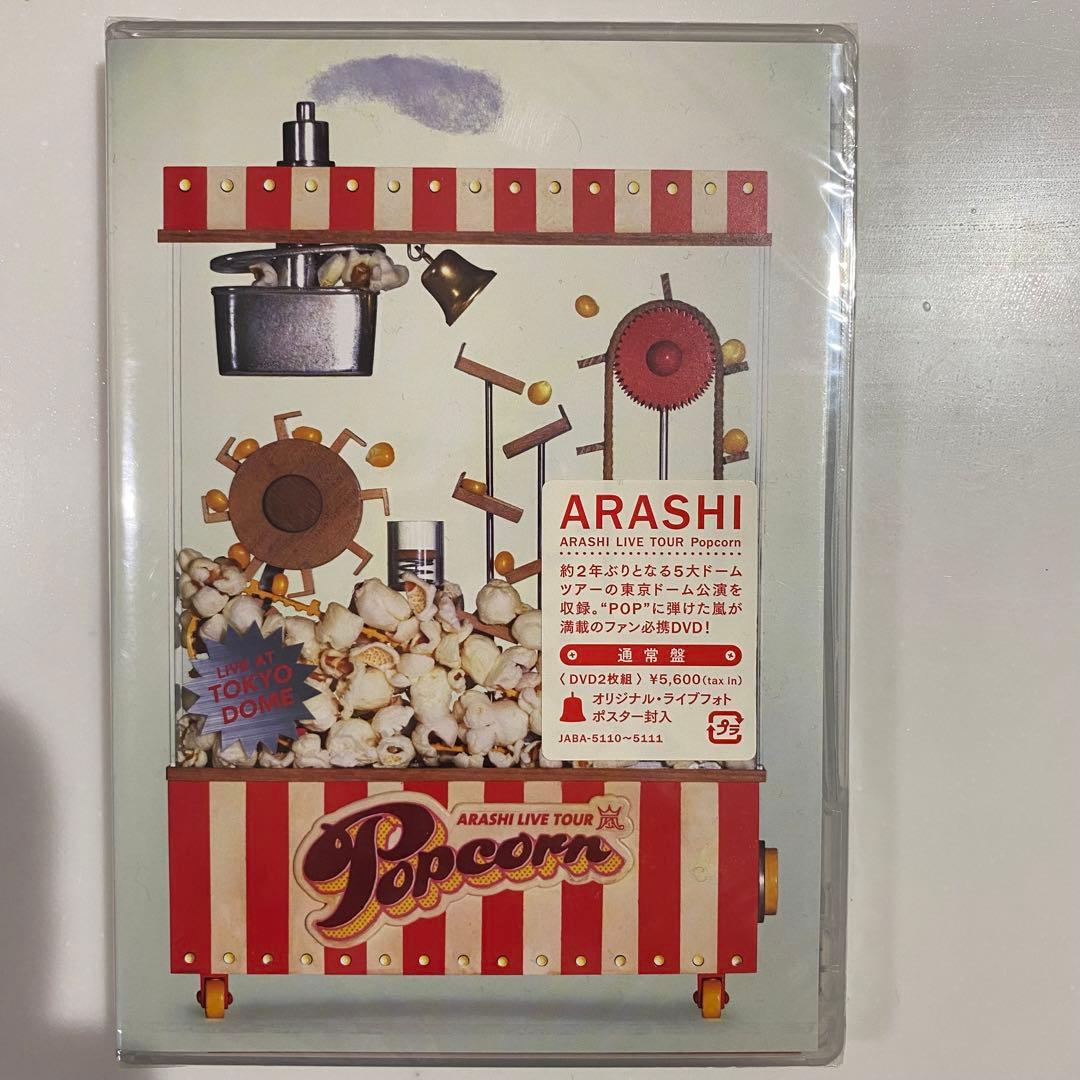 ARASHI
ARASHI LIVE TOUR Popcorn
約2年ぶりとなる5大ドーム
ツアーの東京ドーム公演を
収録。“POP”に弾けた嵐が
満載のファン必携DVD!
通常盤
〈DVD2枚組〉¥5,600(tax in)
オリジナル・ライブフォト
ポスター封入
JABA-5110~5111
プラ
LIVE AT
TOKYO
DOME
ARASHI LIVE TOUR 嵐
Popcorn